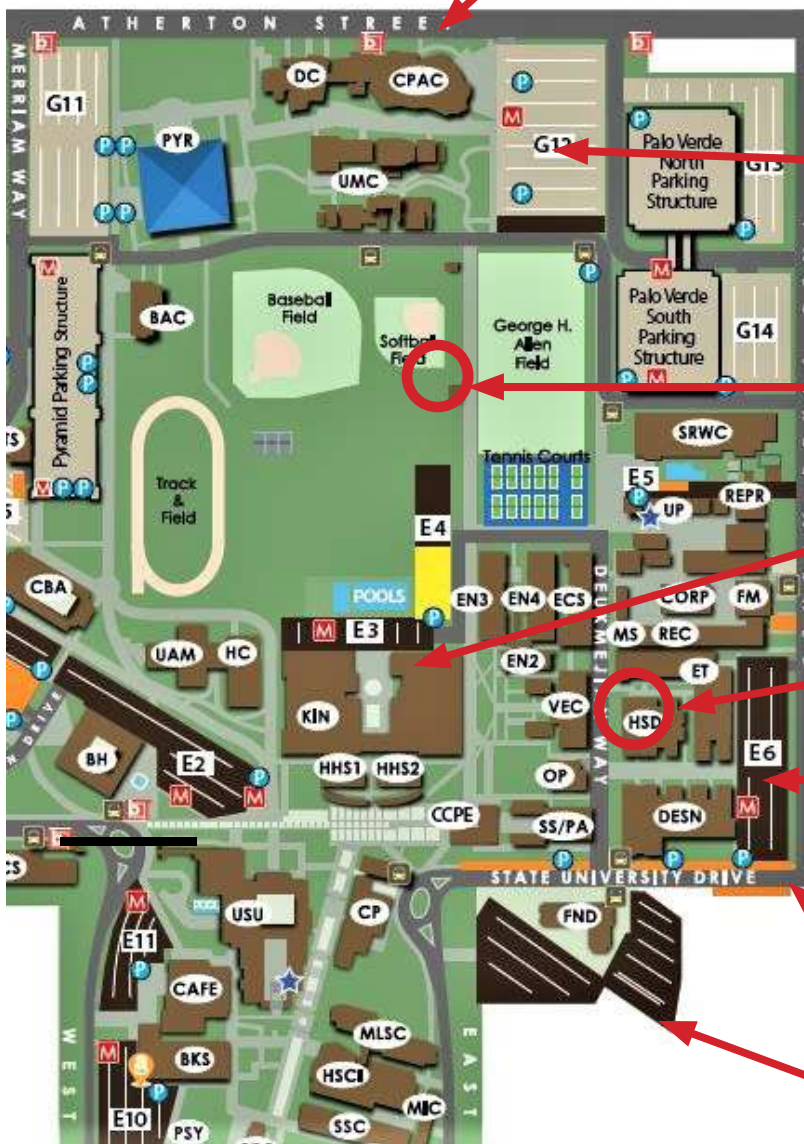 ATHERTON STREET
MERRIAM WAY
G11
DC
CPAC
PYR
UMC
G12
Palo Verde
North
Parking
Structure
G13
M
P
BAC
Baseball
Field
Softball
Field
George H.
Allen
Field
Palo Verde
South
Parking
Structure
G14
Pyramid Parking Structure
Track
&
Field
Tennis Courts
SRWC
E5
UP
REPR
E4
CBA
POOLS
E3
EN3
EN4
ECS
CORP
FM
MS
REC
UAM
HC
EN2
ET
KIN
VEC
HSD
DRIVE
BH
E2
HHS1
HHS2
OP
E6
CCPE
SS/PA
DESN
WAY
STATE UNIVERSITY DRIVE
USU
CP
FND
E11
CAFE
MLSC
WEST
EAST
BKS
HSCI
MIC
E10
PSY
SSC